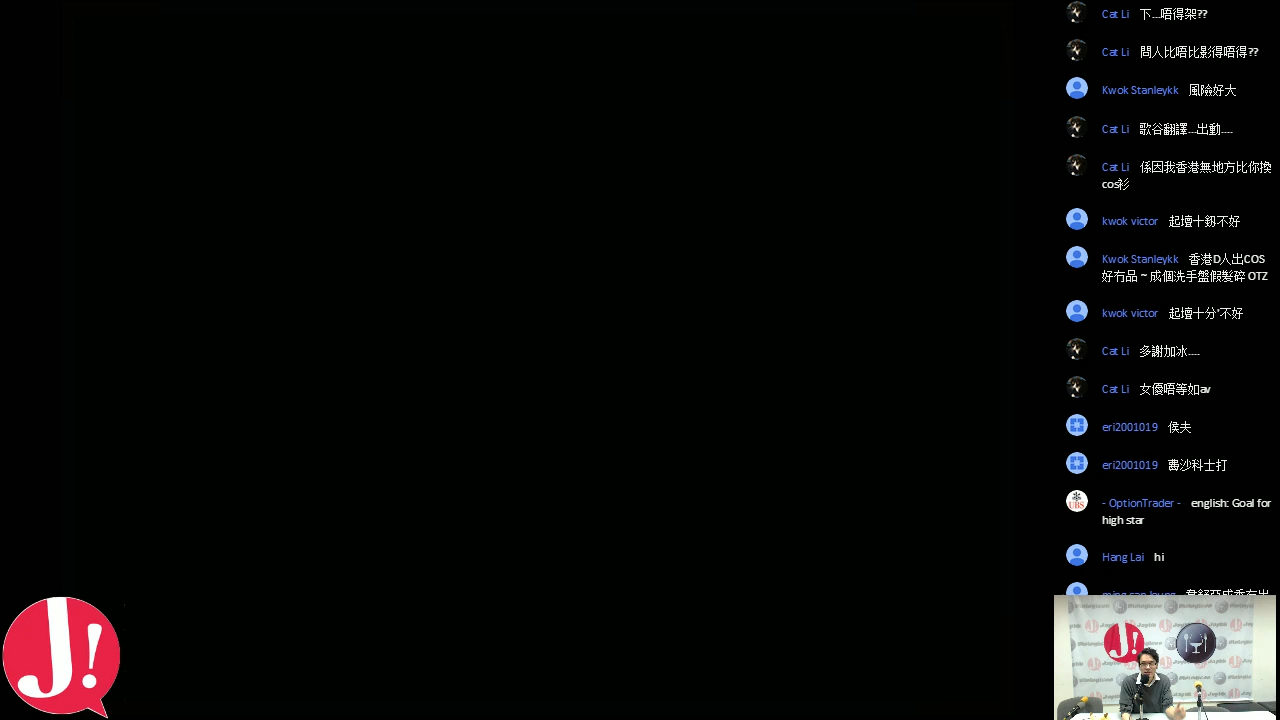 Cat Li 下....唔得架??
Cat Li 問人比唔比影得唔得??
Kwok Stanleykk 風險好大
Cat Li 歌谷翻譯....出動.....
Cat Li 係因我香港無地方比你換
cos衫
kwok victor 起壇十釖不好
Kwok Stanleykk 香港D人出COS
好冇品 ~ 成個洗手盤假髮碎 OTZ
kwok victor 起壇十分'不好
Cat Li 多謝加冰.....
Cat Li 女優唔等如av
eri2001019 侯夫
eri2001019 書沙科士打
- OptionTrader - english: Goal for
high star
UBS
Hang Lai hi
J!